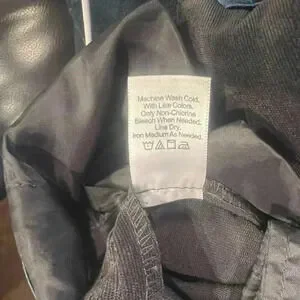 Machine Wash Cold.
With Like Colors.
Only Non-Chlorine
Bleach When Needed.
Line Dry.
Iron Medium As Needed.